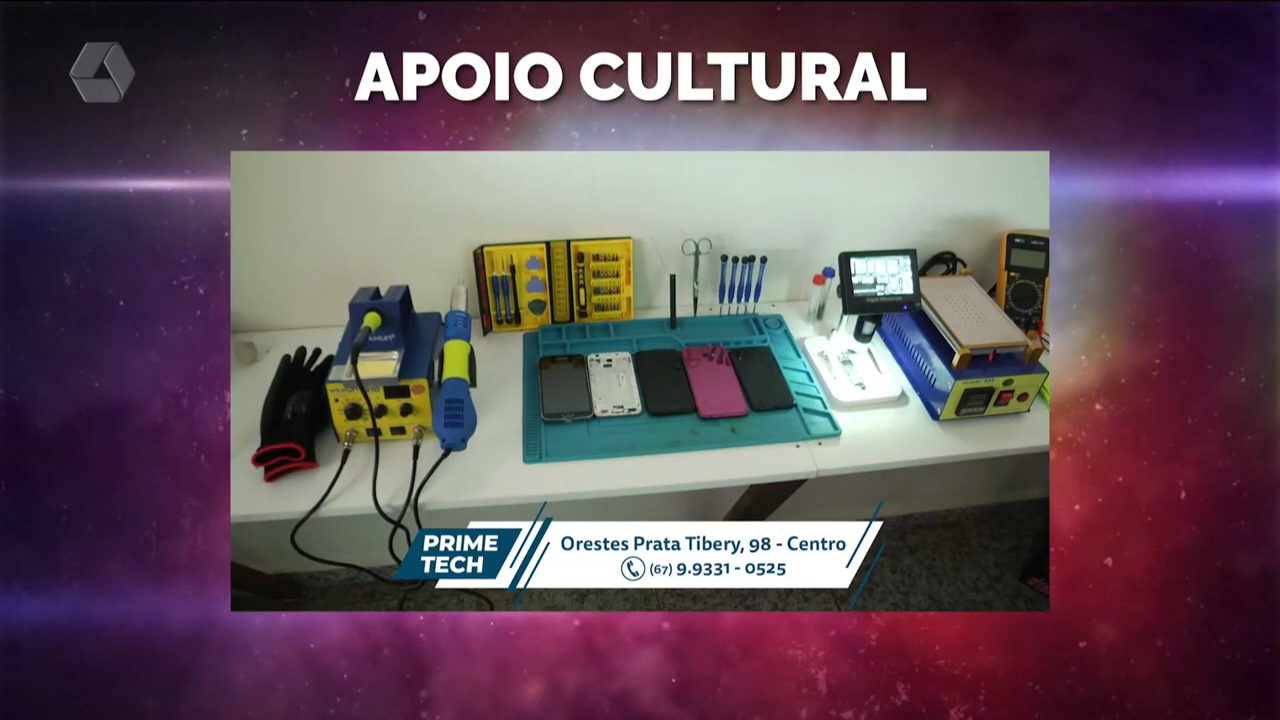 APOIO CULTURAL
PRIME
TECH
Orestes Prata Tibery, 98 - Centro
(67) 9.9331 - 0525